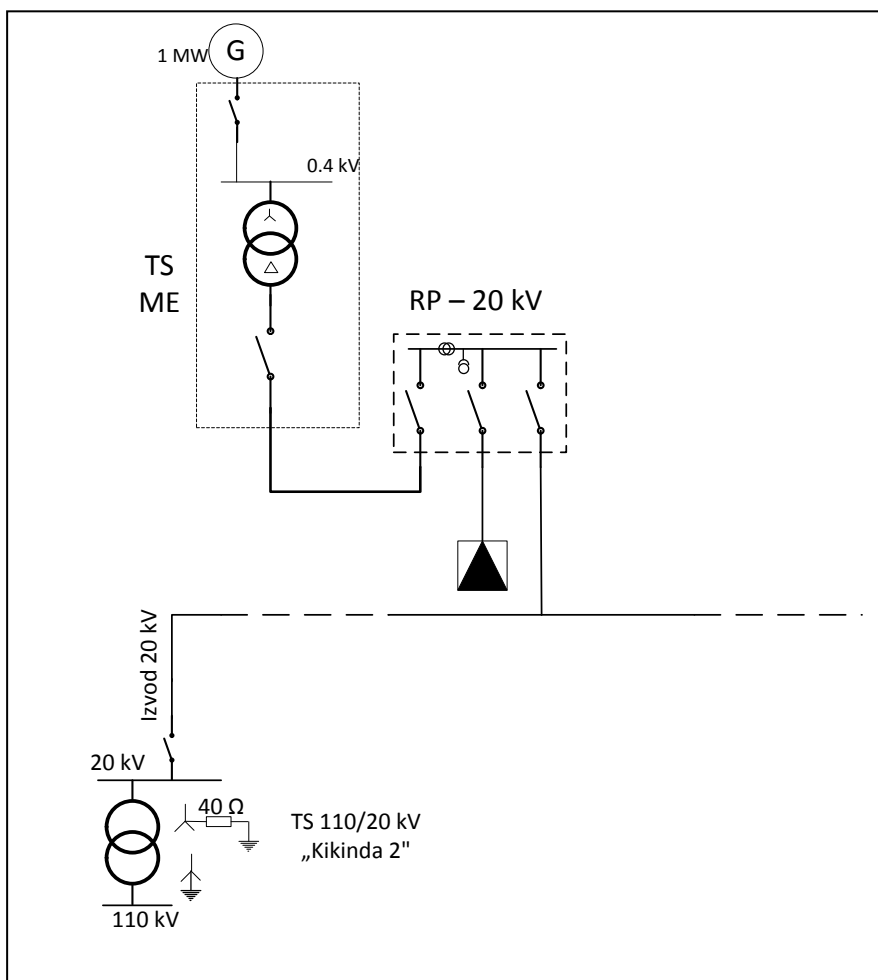 G
1 MW
0.4 kV
TS
ME
RP – 20 kV
Izvod 20 kV
20 kV
40 Ω
TS 110/20 kV
„Kikinda 2"
110 kV